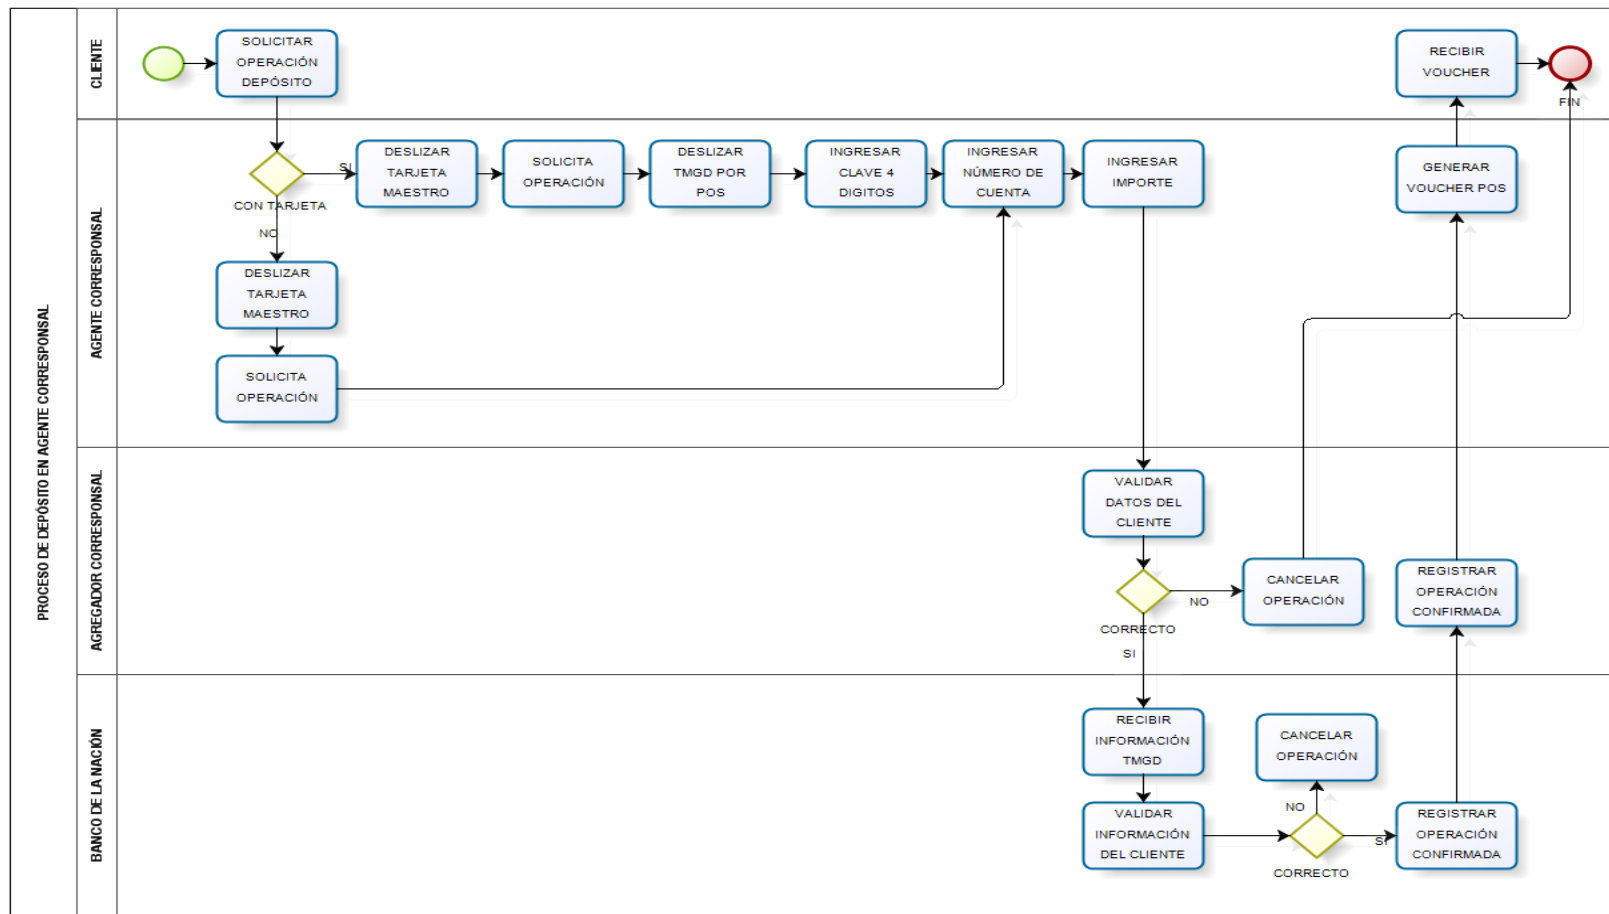 PROCESO DE DEPÓSITO EN AGENTE CORRESPONSAL
CLIENTE
SOLICITAR
OPERACIÓN
DEPÓSITO
RECIBIR
VOUCHER
FIN
AGENTE CORRESPONSAL
CON TARJETA
SI
NO
DESLIZAR
TARJETA
MAESTRO
SOLICITA
OPERACIÓN
DESLIZAR
TMGD POR
POS
INGRESAR
CLAVE 4
DIGITOS
INGRESAR
NÚMERO DE
CUENTA
INGRESAR
IMPORTE
GENERAR
VOUCHER POS
DESLIZAR
TARJETA
MAESTRO
SOLICITA
OPERACIÓN
AGREGADOR CORRESPONSAL
VALIDAR
DATOS DEL
CLIENTE
CORRECTO
NO
SI
CANCELAR
OPERACIÓN
REGISTRAR
OPERACIÓN
CONFIRMADA
BANCO DE LA NACIÓN
RECIBIR
INFORMACIÓN
TMGD
VALIDAR
INFORMACIÓN
DEL CLIENTE
CANCELAR
OPERACIÓN
NO
CORRECTO
SI
REGISTRAR
OPERACIÓN
CONFIRMADA